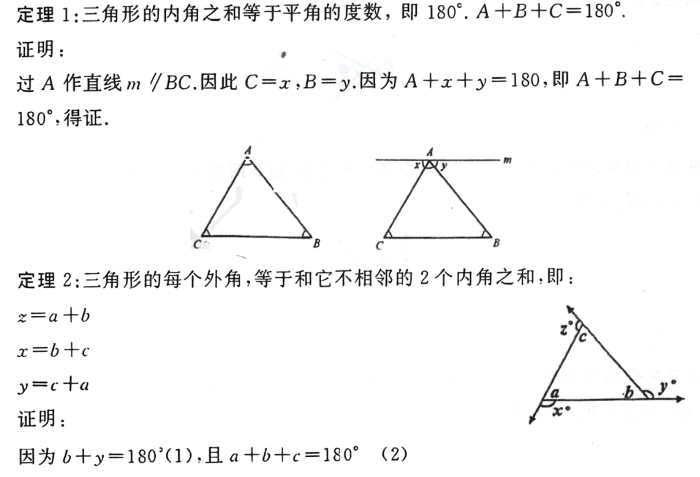 定理 1:三角形的内角之和等于平角的度数，即 180°. A＋B＋C＝180°.
证明：
过 A 作直线 m ∥BC.因此 C＝x,B＝y.因为 A＋x＋y＝180,即 A＋B＋C＝
180°,得证.
A
C
B
A
x
y
m
C
B
定理 2:三角形的每个外角,等于和它不相邻的 2 个内角之和,即：
z＝a＋b
x＝b＋c
y＝c＋a
z°
c
a
b
y°
x°
证明：
因为 b＋y＝180°(1),且 a＋b＋c＝180° (2)